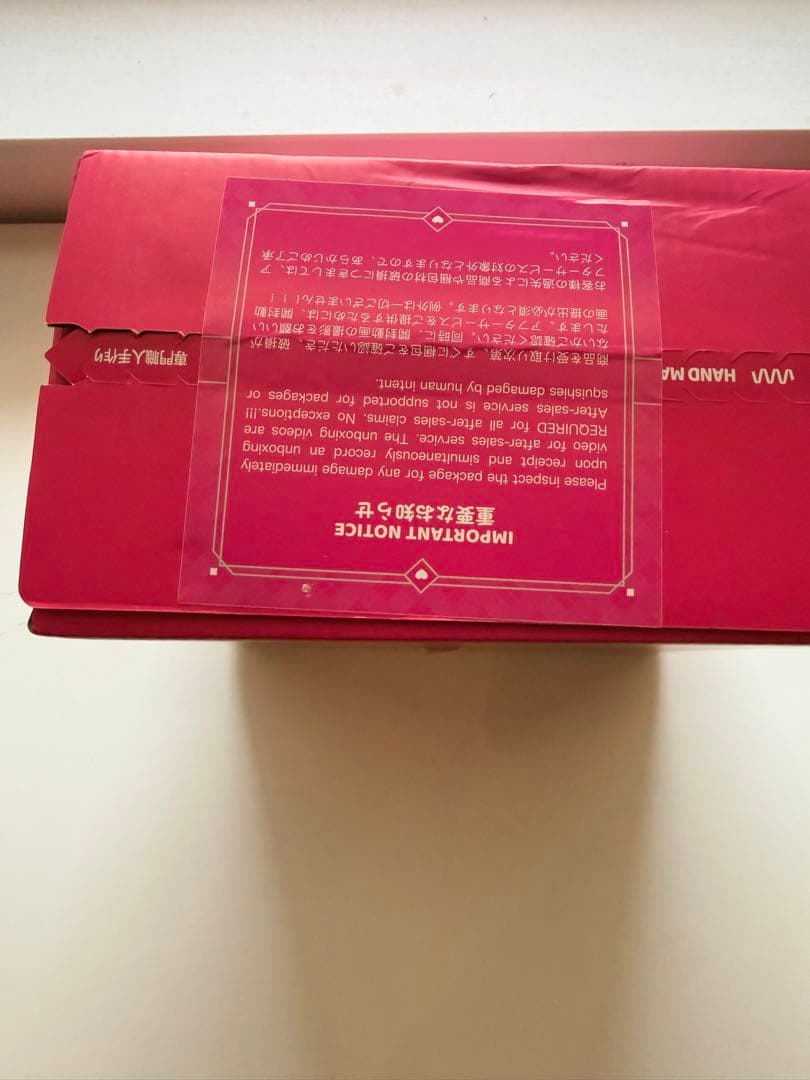 IMPORTANT NOTICE
重要なお知らせ
Please inspect the package for any damage immediately
upon receipt and simultaneously record an unboxing
video for after-sales service. The unboxing videos are
REQUIRED for all after-sales claims. No exceptions.!!!
After-sales service is not supported for packages or
squishies damaged by human intent.
商品を受け取り次第、すぐに梱包をご確認いただき、破損が
ないかご確認ください。同時に、開封動画の撮影をお願いい
たします。アフターサービスをご提供するためには、開封動
画の提出が必須となります。例外は一切ございません!!!
お客様の過失による商品や梱包材の破損につきましては、ア
フターサービスの対象外となりますので、あらかじめご了承
ください。
HAND MA
専門職人手作り